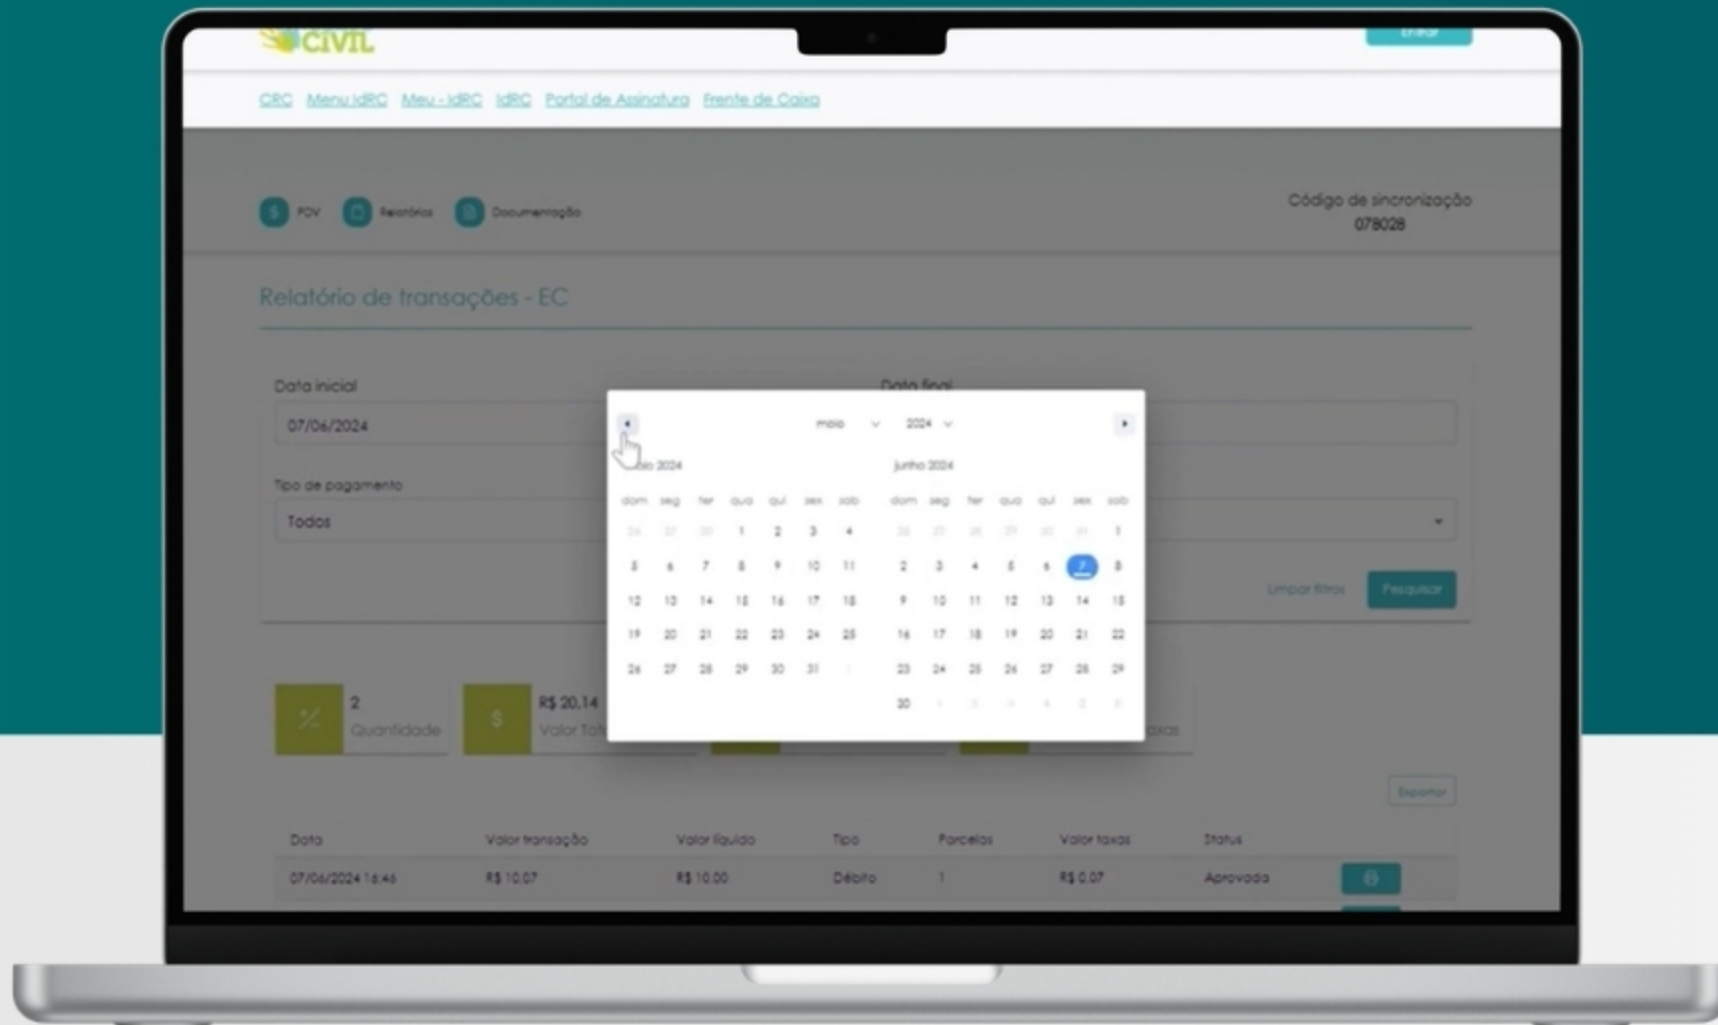 CIVIL
Entrar
CRC Menu IdRC Meu - IdRC IdRC Portal de Assinatura Frente de Caixa
PDV Relatórios Documentação
Código de sincronização
078028
Relatório de transações - EC
Data inicial Data final
07/06/2024
maio 2024
maio 2024 junho 2024
Tipo de pagamento
dom seg ter qua qui sex sab dom seg ter qua qui sex sab
Todos
1 2 3 4 1
5 6 7 8 9 10 11 2 3 4 5 6 7 8
Limpar filtros Pesquisar
12 13 14 15 16 17 18 9 10 11 12 13 14 15
19 20 21 22 23 24 25 16 17 18 19 20 21 22
26 27 28 29 30 31 23 24 25 26 27 28 29
30
2 R$ 20,14
Quantidade Valor Tot axas
Exportar
Data Valor transação Valor líquido Tipo Parcelas Valor taxas Status
07/06/2024 16:46 R$ 10,07 R$ 10,00 Débito 1 R$ 0,07 Aprovada